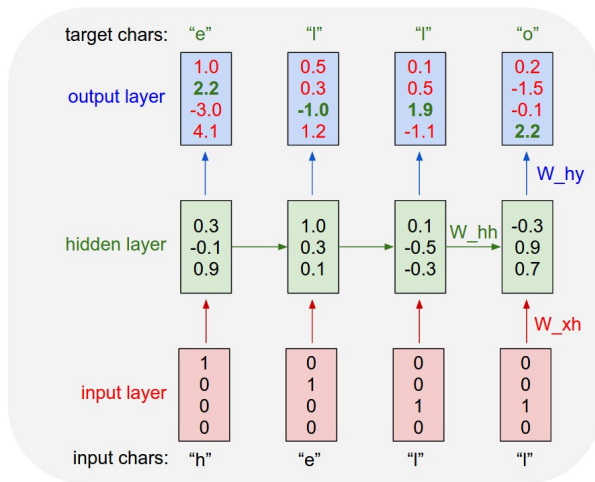 target chars: “e” “l” “l” “o”
output layer
1.0 0.5 0.1 0.2
2.2 0.3 0.5 -1.5
-3.0 -1.0 1.9 -0.1
4.1 1.2 -1.1 2.2
W_hy
hidden layer
0.3 1.0 0.1 -0.3
-0.1 0.3 -0.5 0.9
0.9 0.1 -0.3 0.7
W_hh
W_xh
input layer
1 0 0 0
0 1 0 0
0 0 1 1
0 0 0 0
input chars: “h” “e” “l” “l”